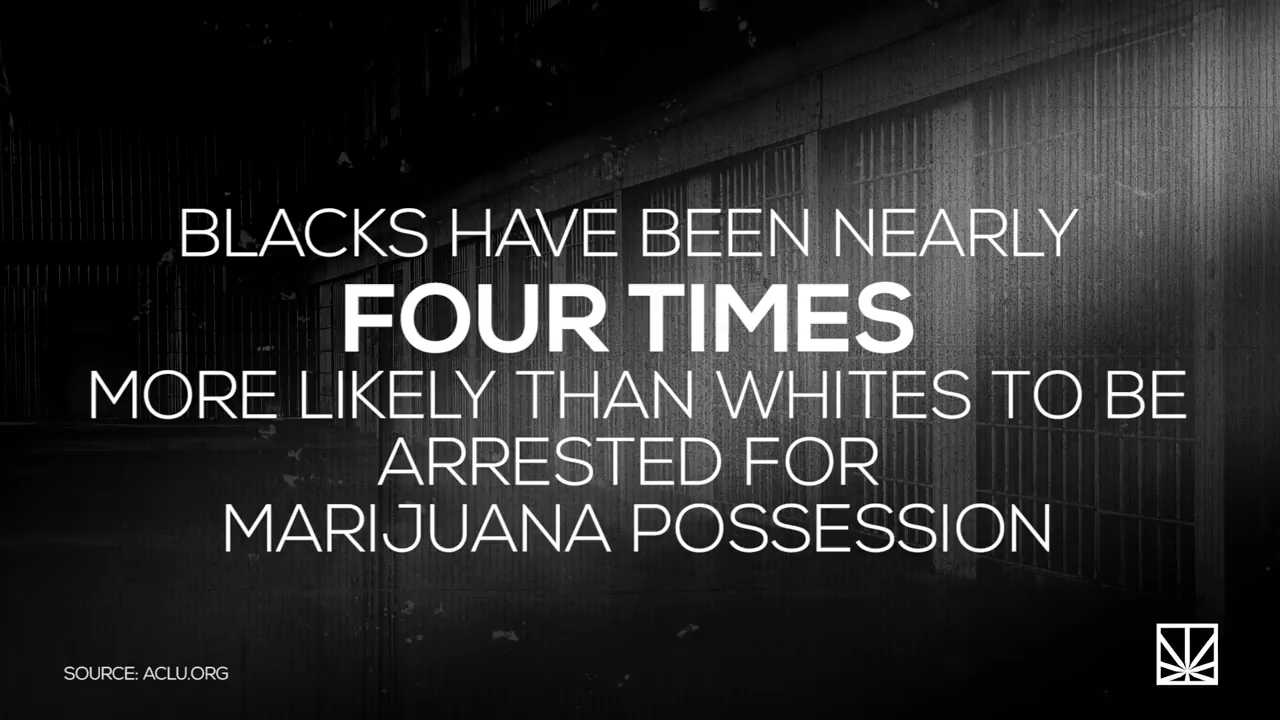 BLACKS HAVE BEEN NEARLY
FOUR TIMES
MORE LIKELY THAN WHITES TO BE
ARRESTED FOR
MARIJUANA POSSESSION
SOURCE: ACLU.ORG